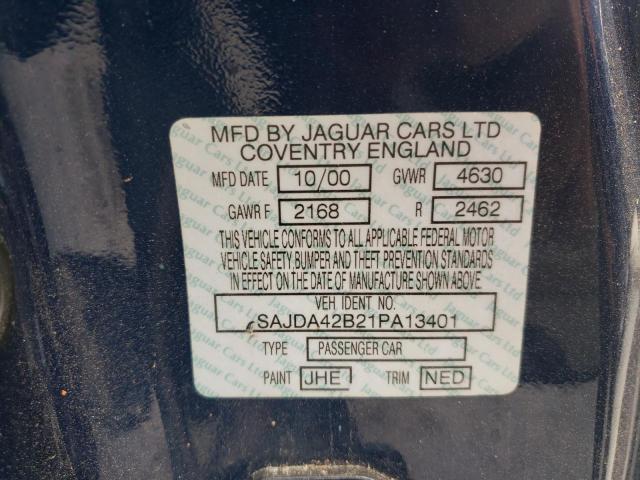 MFD BY JAGUAR CARS LTD
COVENTRY ENGLAND
MFD DATE 10/00 GVWR 4630
GAWR F 2168 R 2462
THIS VEHICLE CONFORMS TO ALL APPLICABLE FEDERAL MOTOR
VEHICLE SAFETY, BUMPER AND THEFT PREVENTION STANDARDS
IN EFFECT ON THE DATE OF MANUFACTURE SHOWN ABOVE.
VEH IDENT NO.
SAJDA42B21PA13401
TYPE PASSENGER CAR
PAINT JHE TRIM NED